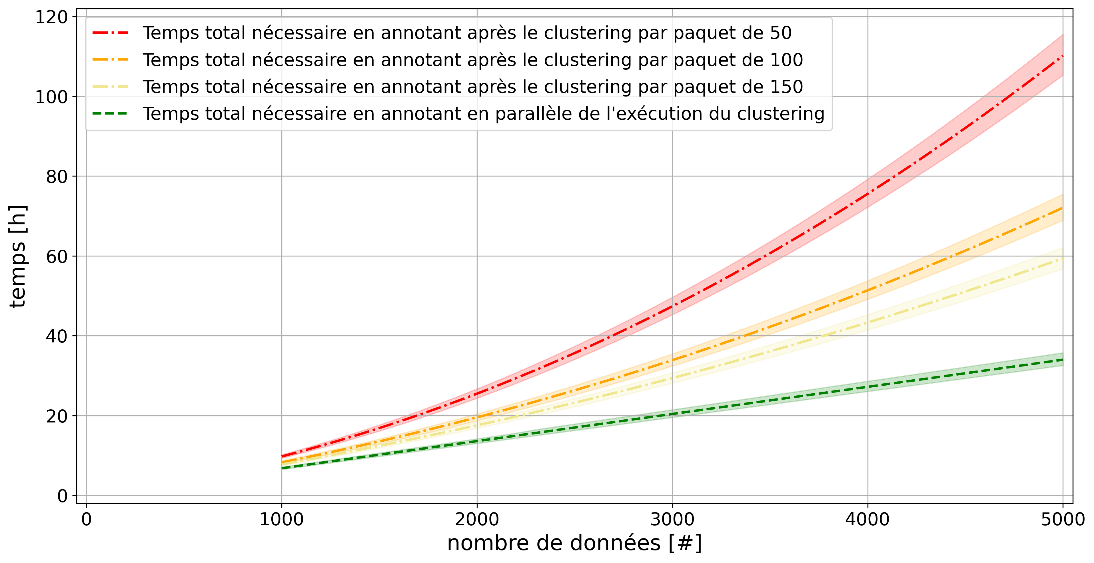 120
100
80
60
40
20
0
temps [h]
Temps total nécessaire en annotant après le clustering par paquet de 50
Temps total nécessaire en annotant après le clustering par paquet de 100
Temps total nécessaire en annotant après le clustering par paquet de 150
Temps total nécessaire en annotant en parallèle de l'exécution du clustering
0 1000 2000 3000 4000 5000
nombre de données [#]